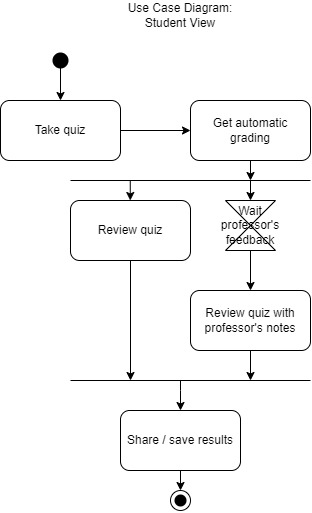 Use Case Diagram:
Student View
Take quiz
Get automatic
grading
Review quiz
Wait
professor's
feedback
Review quiz with
professor's notes
Share / save results